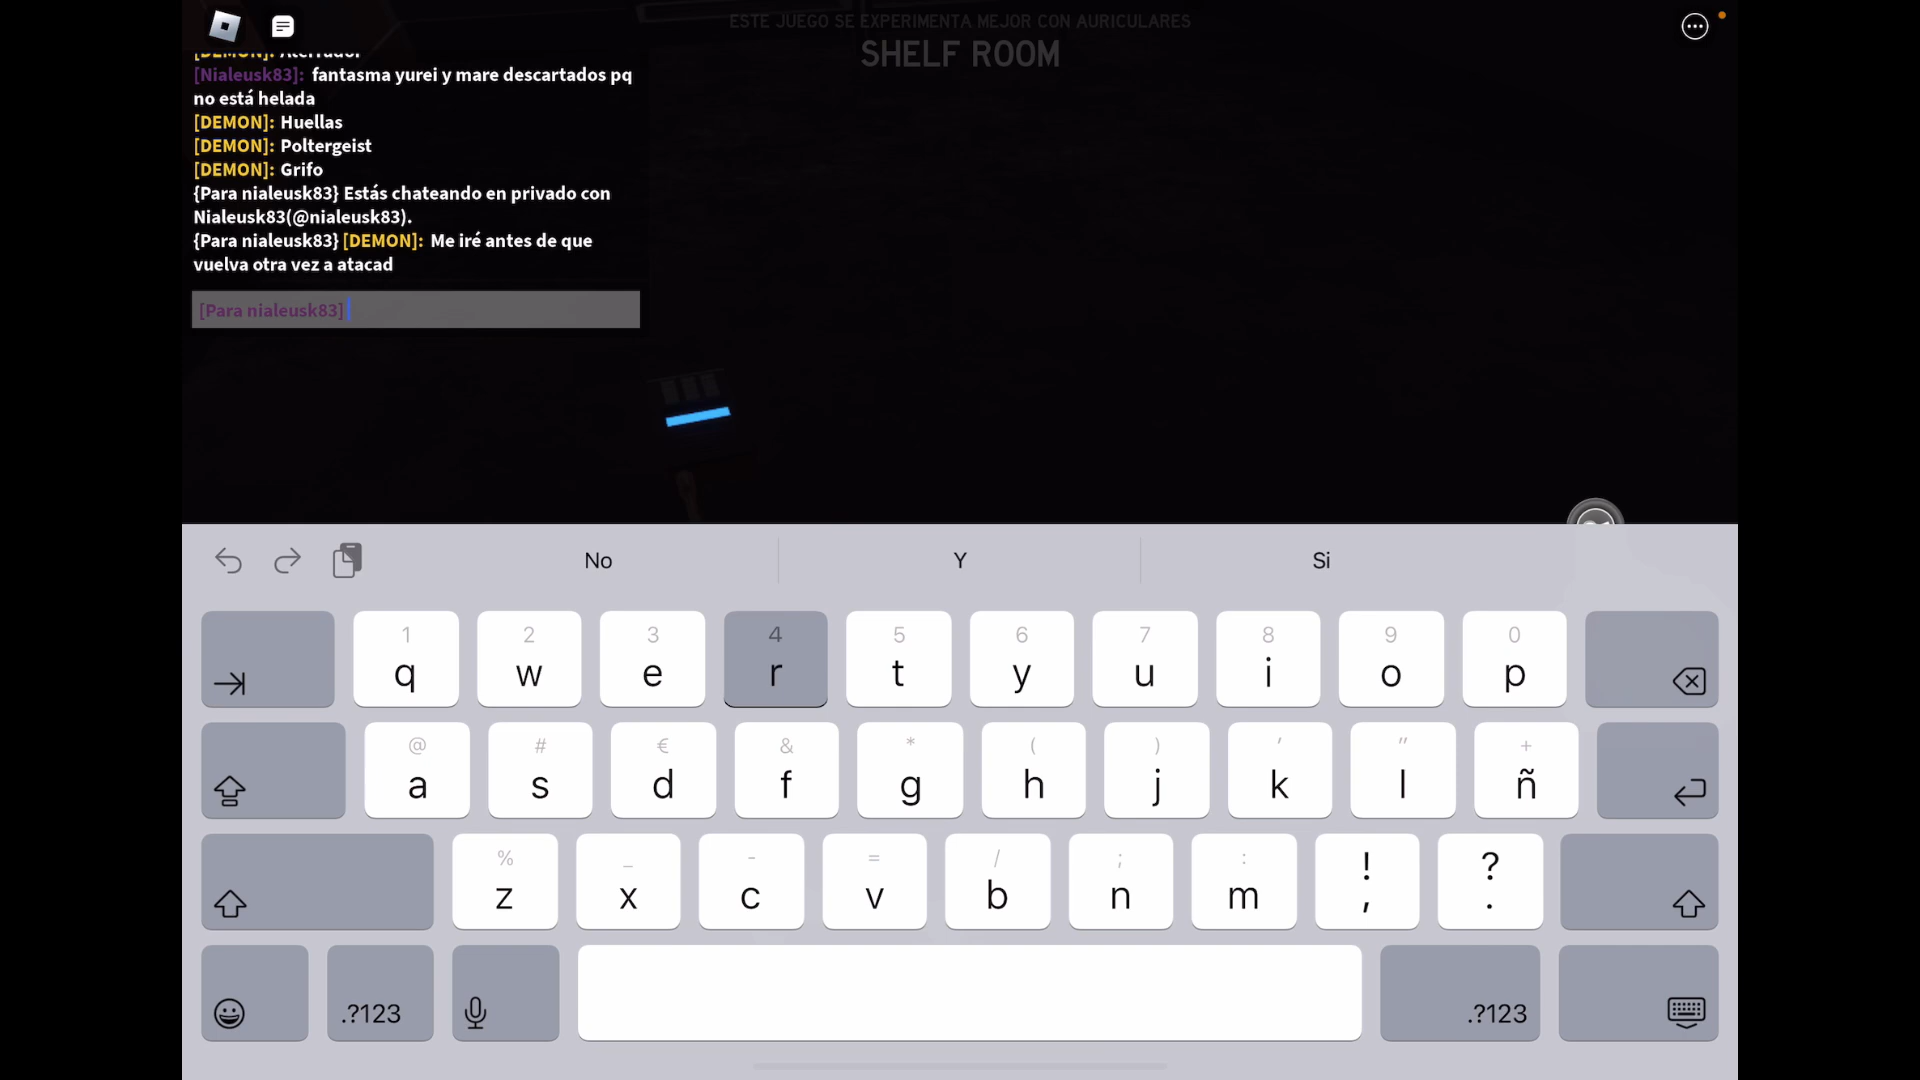 ESTE JUEGO SE EXPERIMENTA MEJOR CON AURICULARES
SHELF ROOM
[DEMON]: Aterrador
[Nialeusk83]: fantasma yurei y mare descartados pq
no está helada
[DEMON]: Huellas
[DEMON]: Poltergeist
[DEMON]: Grifo
{Para nialeusk83} Estás chateando en privado con
Nialeusk83(@nialeusk83).
{Para nialeusk83} [DEMON]: Me iré antes de que
vuelva otra vez a atacad
[Para nialeusk83]
No Y Si
1 2 3 4 5 6 7 8 9 0
q w e r t y u i o p
@ # € & * ( ) ' " +
a s d f g h j k l ñ
% _ - = / ; : ! ?
z x c v b n m , .
.?123 .?123